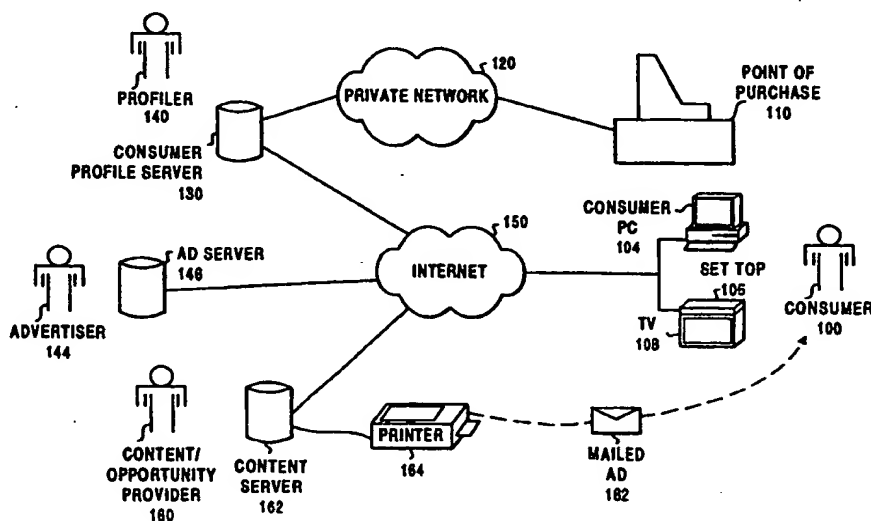 120
PRIVATE NETWORK
POINT OF
PURCHASE
110
PROFILER
140
CONSUMER
PROFILE SERVER
130
150
INTERNET
CONSUMER
PC
104
SET TOP
106
TV
108
CONSUMER
100
AD SERVER
146
ADVERTISER
144
CONTENT/
OPPORTUNITY
PROVIDER
160
CONTENT
SERVER
162
PRINTER
164
MAILED
AD
182